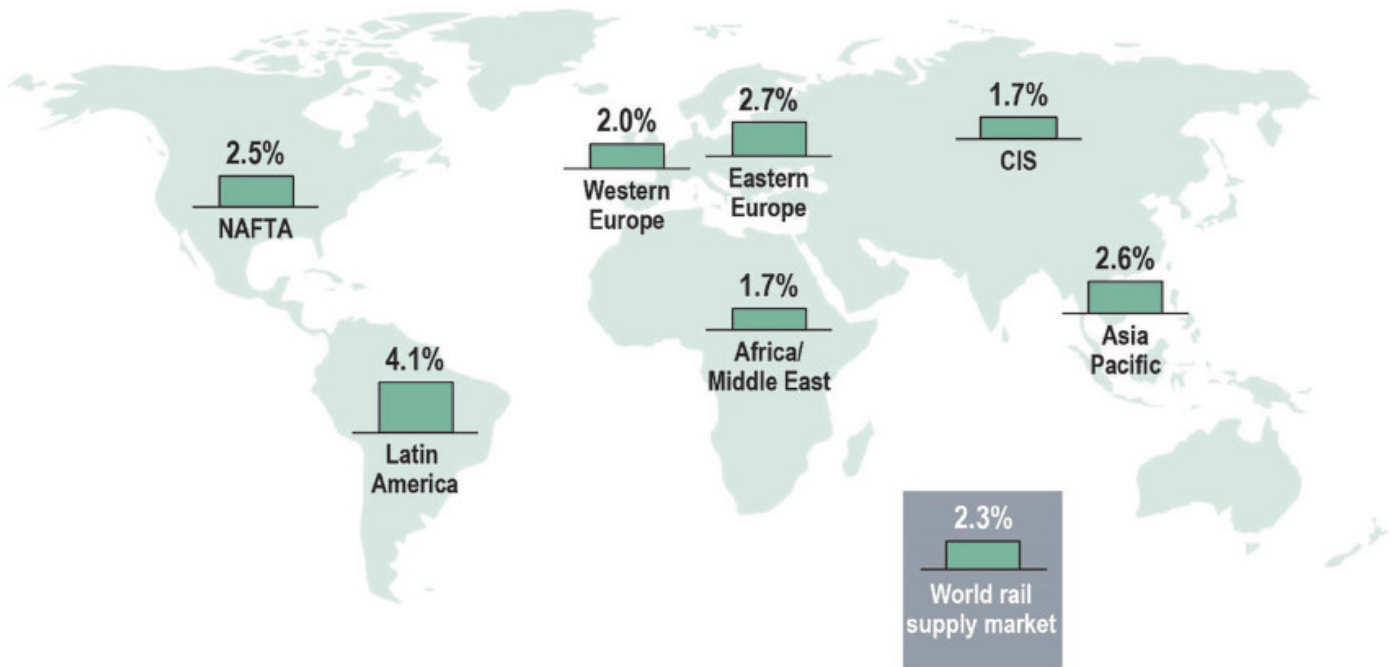 2.5%
NAFTA
4.1%
Latin
America
2.0%
Western
Europe
2.7%
Eastern
Europe
1.7%
Africa/
Middle East
1.7%
CIS
2.6%
Asia
Pacific
2.3%
World rail
supply market